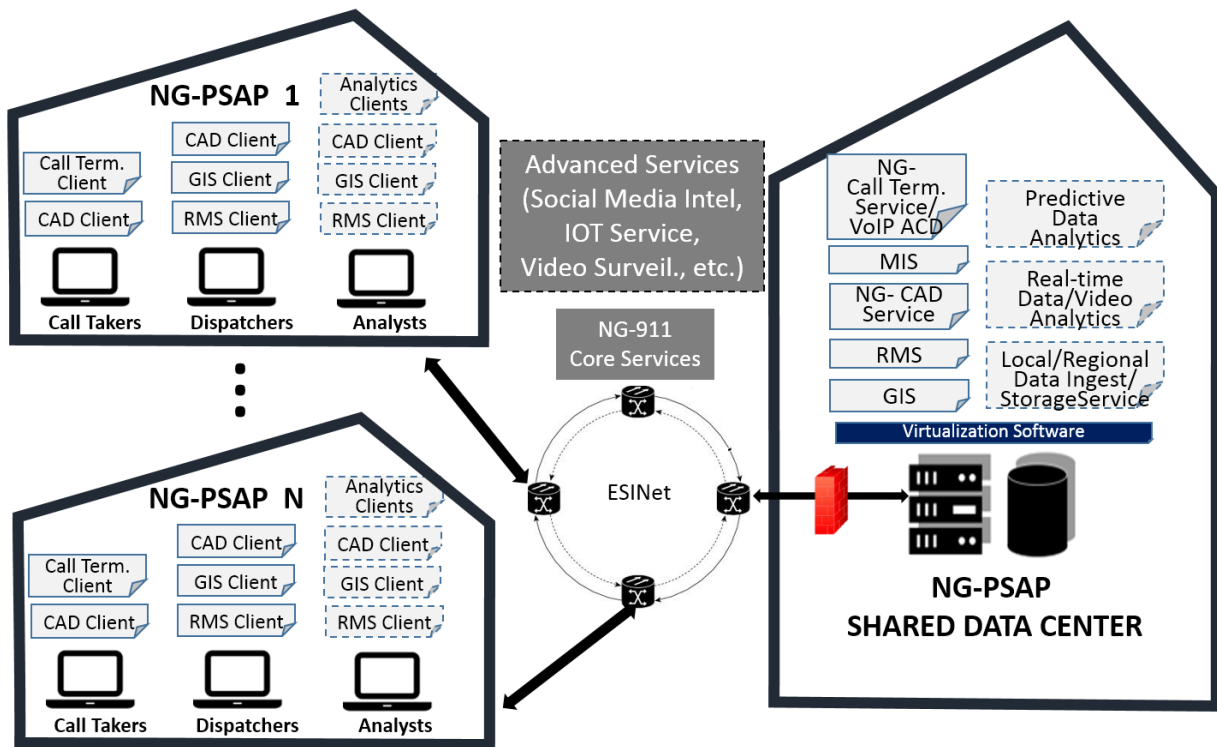 NG-PSAP 1
Analytics
Clients
CAD Client
CAD Client
Call Term.
Client
GIS Client
GIS Client
CAD Client
RMS Client
RMS Client
Call Takers
Dispatchers
Analysts
NG-PSAP N
Analytics
Clients
CAD Client
CAD Client
Call Term.
Client
GIS Client
GIS Client
CAD Client
RMS Client
RMS Client
Call Takers
Dispatchers
Analysts
Advanced Services
(Social Media Intel,
IOT Service,
Video Surveil., etc.)
NG-911
Core Services
ESINet
NG-
Call Term.
Service/
VoIP ACD
MIS
NG- CAD
Service
RMS
GIS
Predictive
Data
Analytics
Real-time
Data/Video
Analytics
Local/Regional
Data Ingest/
StorageService
Virtualization Software
NG-PSAP
SHARED DATA CENTER